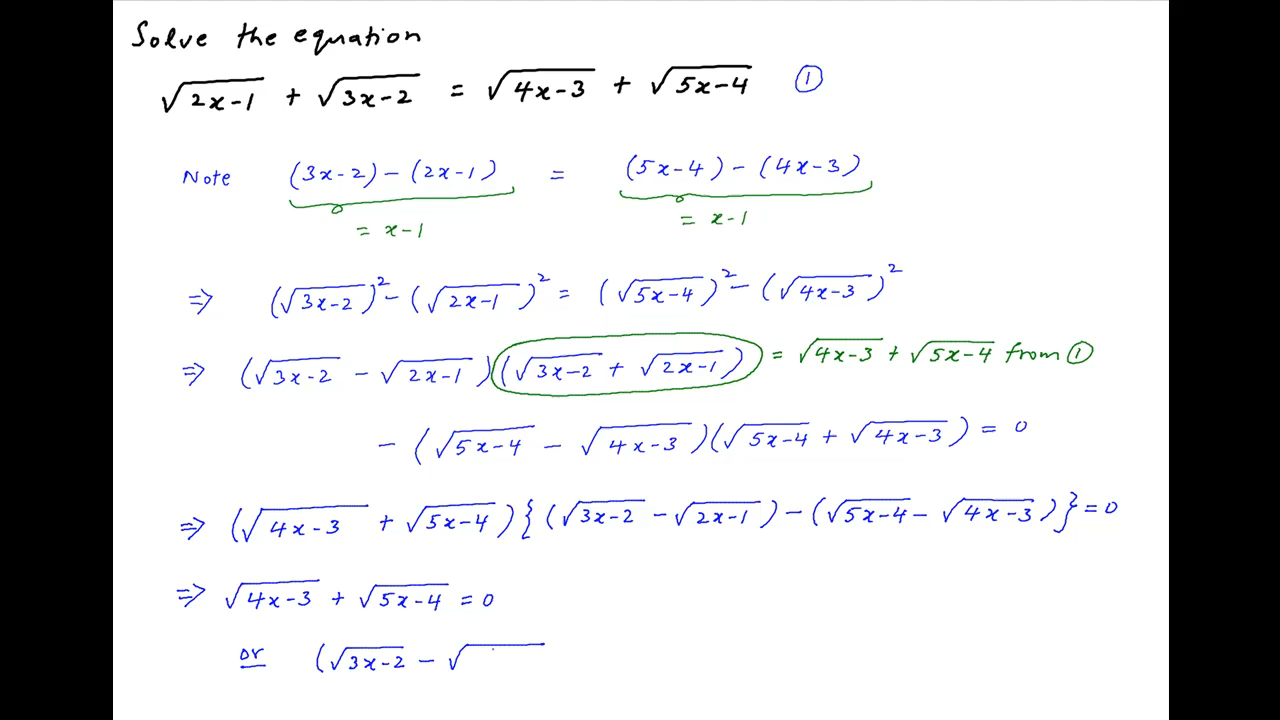 Solve the equation
√(2x-1) + √(3x-2) = √(4x-3) + √(5x-4) ①
Note (3x-2)-(2x-1) = (5x-4)-(4x-3)
= x-1 = x-1
⇒ (√(3x-2))² - (√(2x-1))² = (√(5x-4))² - (√(4x-3))²
⇒ (√(3x-2) - √(2x-1))(√(3x-2) + √(2x-1)) = √(4x-3) + √(5x-4) from ①
- (√(5x-4) - √(4x-3))(√(5x-4) + √(4x-3)) = 0
⇒ (√(4x-3) + √(5x-4)){(√(3x-2) - √(2x-1)) - (√(5x-4) - √(4x-3))} = 0
⇒ √(4x-3) + √(5x-4) = 0
or (√(3x-2) - √